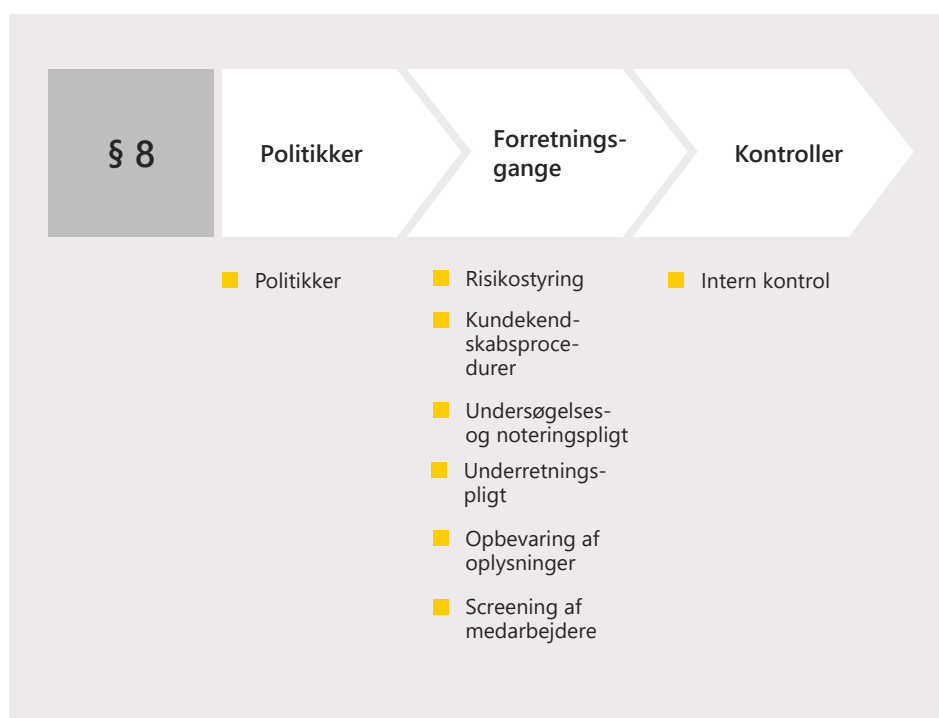 § 8
Politikker
Forretnings-
gange
Kontroller
Politikker
Risikostyring
Kundekend-
skabsproce-
durer
Undersøgelses-
og noteringspligt
Underretnings-
pligt
Opbevaring af
oplysninger
Screening af
medarbejdere
Intern kontrol